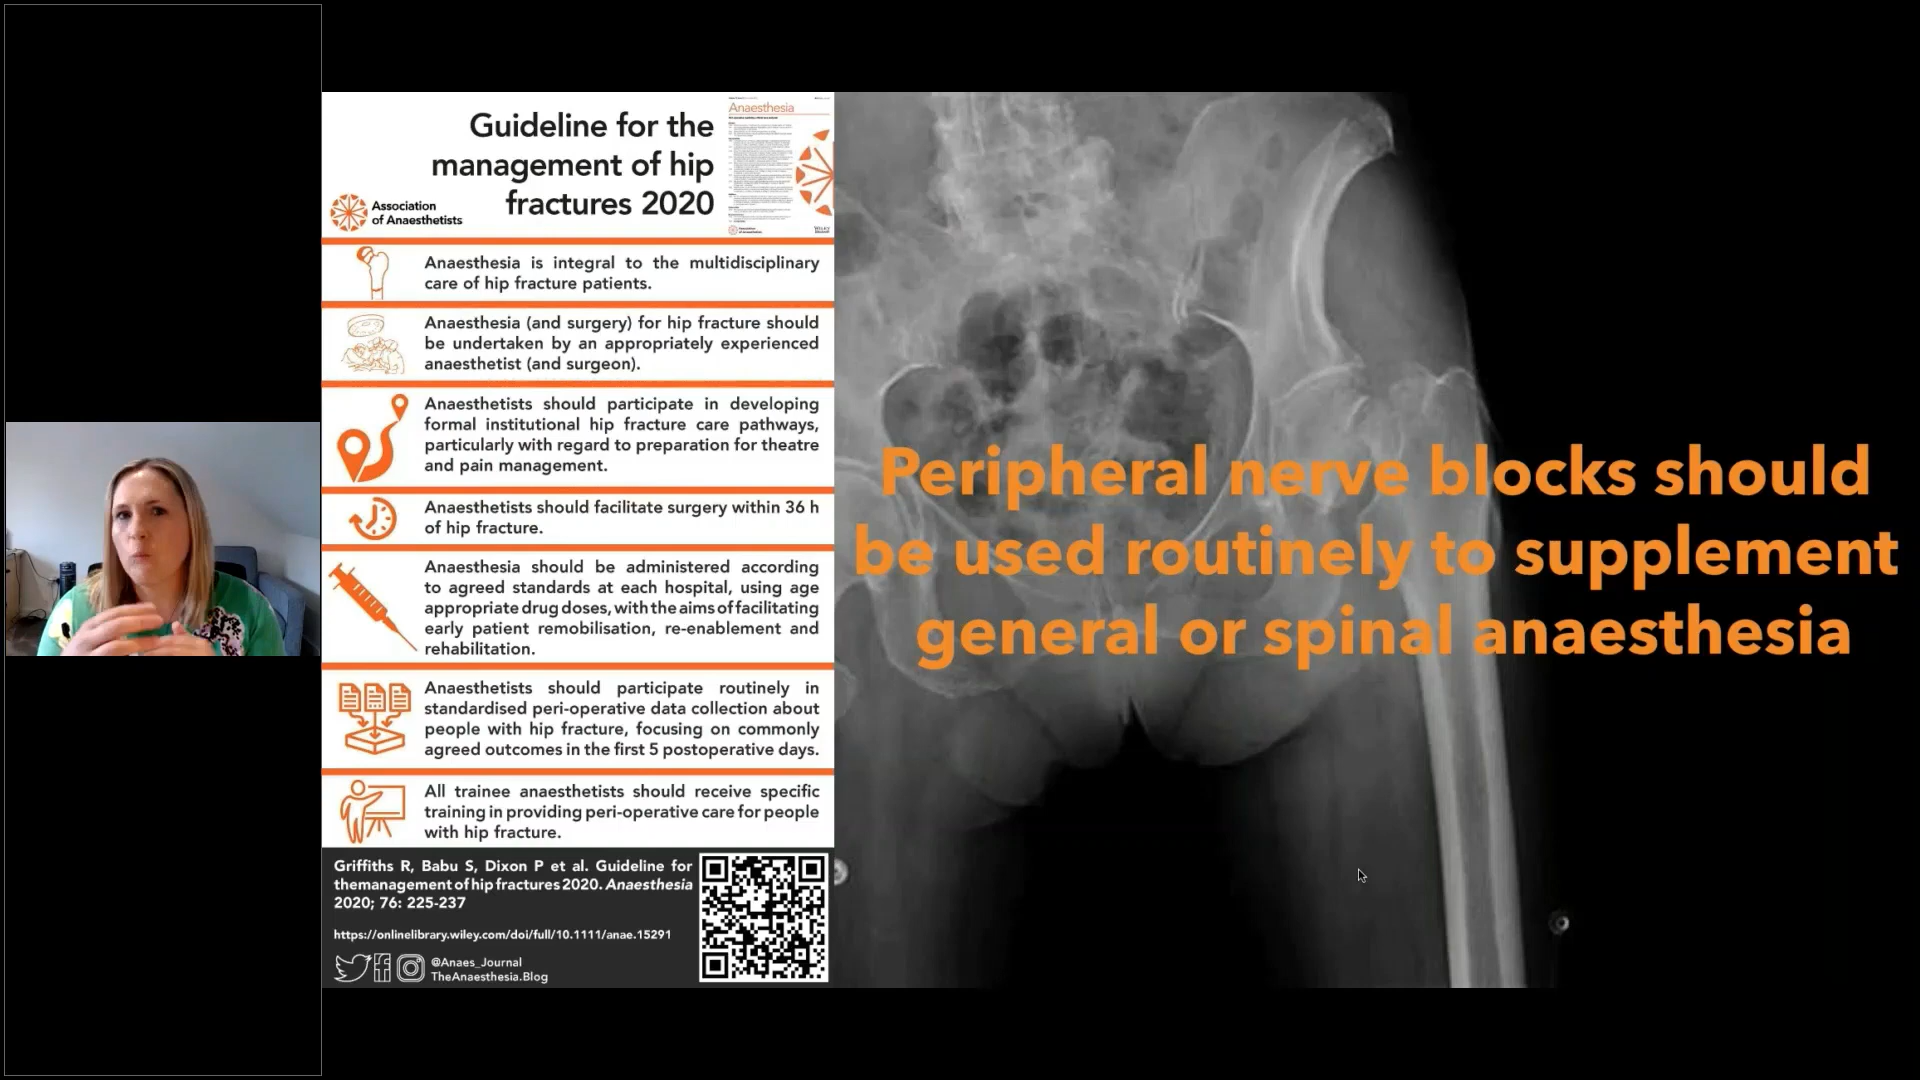 Guideline for the
management of hip
fractures 2020
Association
of Anaesthetists
Anaesthesia
Anaesthesia is integral to the multidisciplinary
care of hip fracture patients.
Anaesthesia (and surgery) for hip fracture should
be undertaken by an appropriately experienced
anaesthetist (and surgeon).
Anaesthetists should participate in developing
formal institutional hip fracture care pathways,
particularly with regard to preparation for theatre
and pain management.
Anaesthetists should facilitate surgery within 36 h
of hip fracture.
Anaesthesia should be administered according
to agreed standards at each hospital, using age
appropriate drug doses, with the aims of facilitating
early patient remobilisation, re-enablement and
rehabilitation.
Anaesthetists should participate routinely in
standardised peri-operative data collection about
people with hip fracture, focusing on commonly
agreed outcomes in the first 5 postoperative days.
All trainee anaesthetists should receive specific
training in providing peri-operative care for people
with hip fracture.
Griffiths R, Babu S, Dixon P et al. Guideline for
themanagement of hip fractures 2020. Anaesthesia
2020; 76: 225-237
https://onlinelibrary.wiley.com/doi/full/10.1111/anae.15291
@Anaes_Journal
TheAnaesthesia.Blog
Peripheral nerve blocks should
be used routinely to supplement
general or spinal anaesthesia